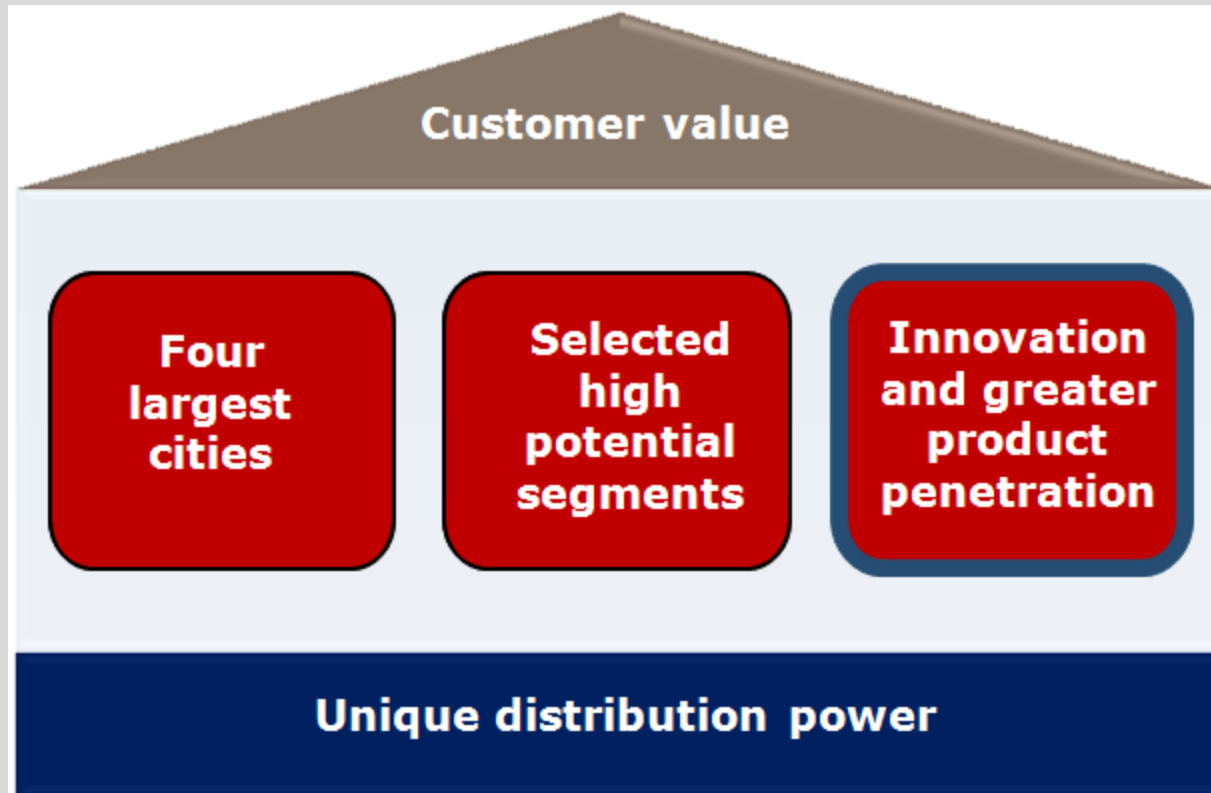 Customer value
Four
largest
cities
Selected
high
potential
segments
Innovation
and greater
product
penetration
Unique distribution power